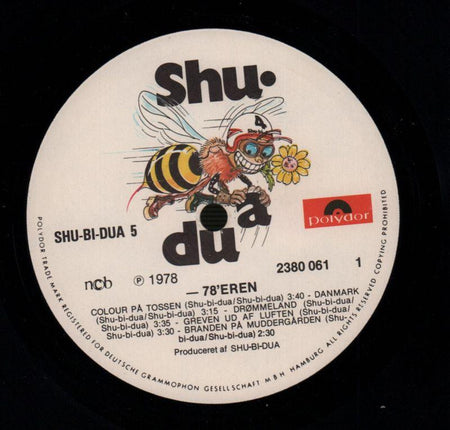 Shu·
4
a
du
SHU-BI-DUA 5
polydor
ncb
℗ 1978
— 78'EREN
2380 061
1
COLOUR PÅ TOSSEN (Shu-bi-dua/Shu-bi-dua) 3:40 - DANMARK
(Shu-bi-dua/Shu-bi-dua) 3:15 - DRØMMELAND (Shu-bi-dua/Shu-
bi-dua) 3:35 - GREVEN UD AF LUFTEN (Shu-bi-dua/Shu-bi-
dua) 3:30 - BRANDEN PÅ MUDDERGÅRDEN (Shu-
bi-dua/Shu-bi-dua) 2:30
Produceret af SHU-BI-DUA
POLYDOR TRADE MARK REGISTERED FOR DEUTSCHE GRAMMOPHON GESELLSCHAFT MBH HAMBURG ALL RIGHTS RESERVED COPYING PROHIBITED